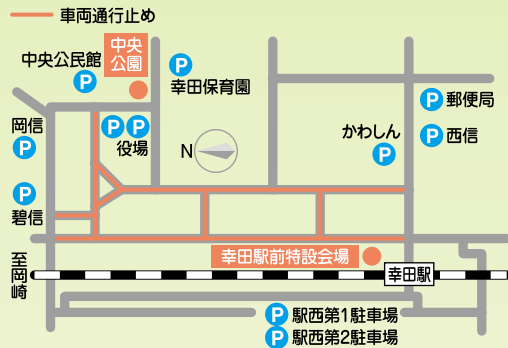 車両通行止め
中央
公園
中央公民館
P
P
幸田保育園
P
郵便局
岡信
P
P P
役場
かわしん
P
P
西信
N
P
碧信
幸田駅前特設会場
至岡崎
幸田駅
P
駅西第1駐車場
P
駅西第2駐車場